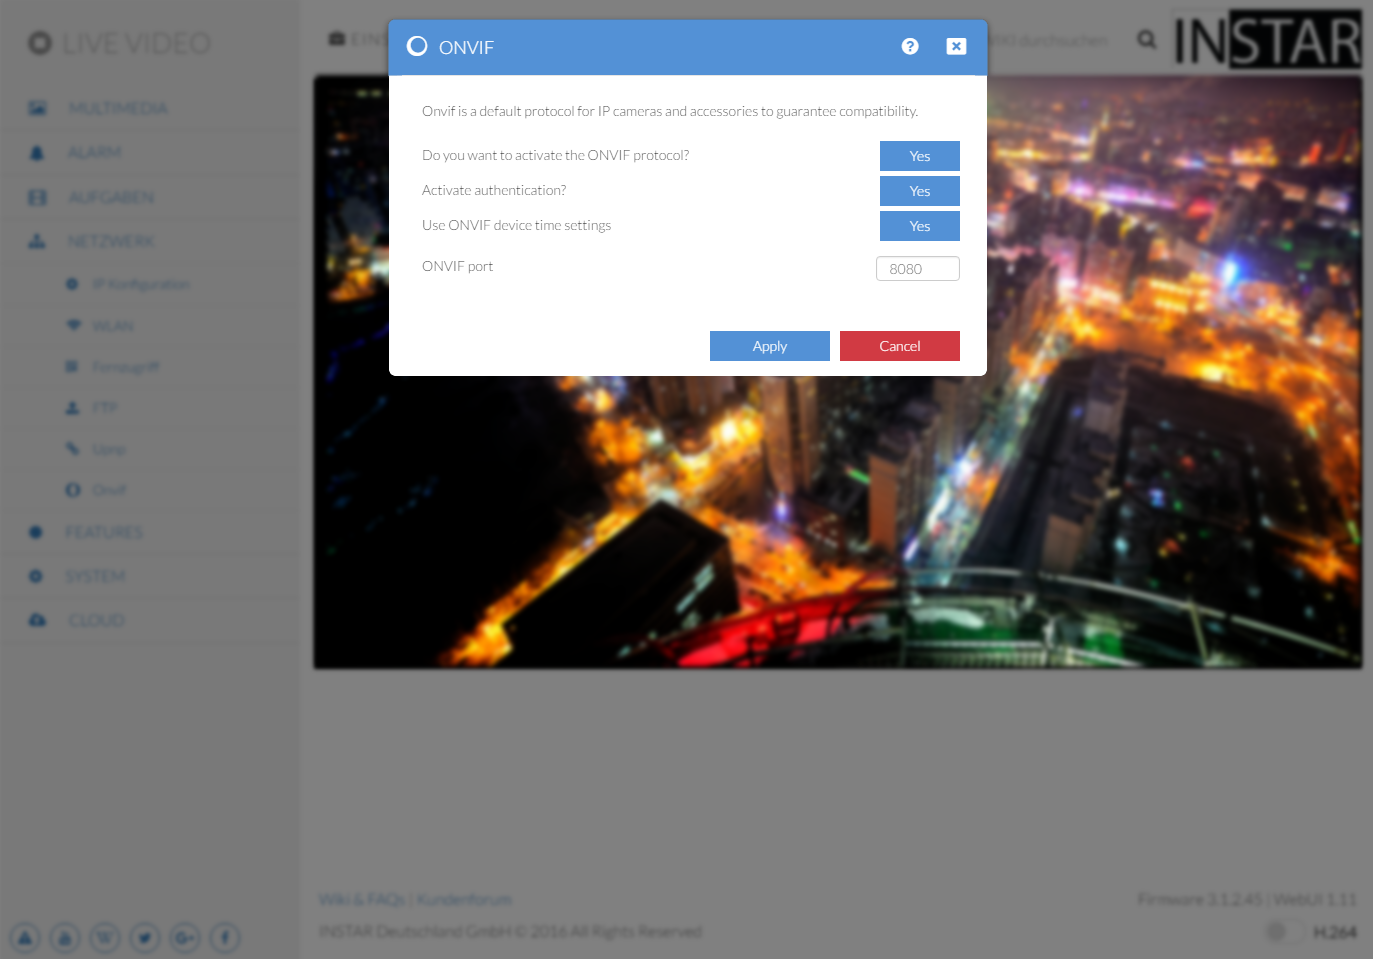 LIVE VIDEO
INSTAR
ONVIF
Onvif is a default protocol for IP cameras and accessories to guarantee compatibility.
Do you want to activate the ONVIF protocol? Yes
Activate authentication? Yes
Use ONVIF device time settings Yes
ONVIF port 8080
Apply Cancel
MULTIMEDIA
ALARM
AUFGABEN
NETZWERK
IP Konfiguration
WLAN
Fernzugriff
FTP
Upnp
Onvif
FEATURES
SYSTEM
CLOUD
durchsuchen
Wiki & FAQs | Kundenforum
Firmware 3.1.2.45 | WebUI 1.11
INSTAR Deutschland GmbH © 2016 All Rights Reserved
H.264